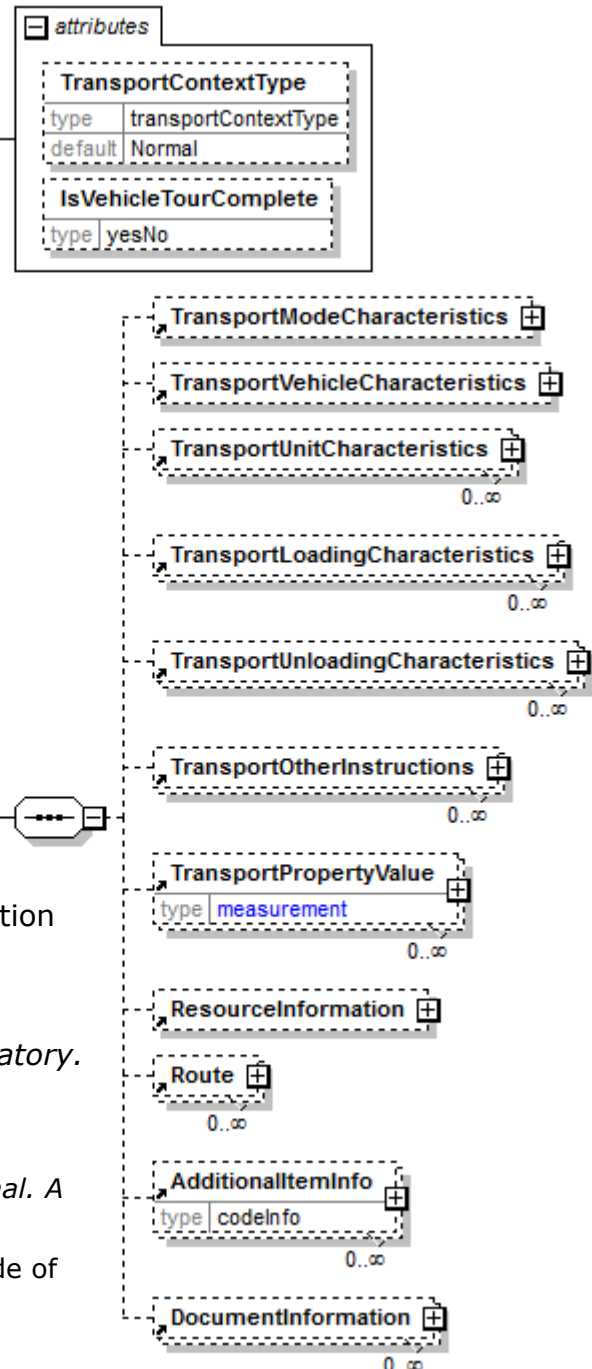 attributes
TransportContextType
type transportContextType
default Normal
IsVehicleTourComplete
type yesNo
TransportModeCharacteristics
TransportVehicleCharacteristics
TransportUnitCharacteristics
0..∞
TransportLoadingCharacteristics
0..∞
TransportUnloadingCharacteristics
0..∞
TransportOtherInstructions
0..∞
TransportPropertyValue
type measurement
0..∞
tion
ResourceInformation
atory.
Route
0..∞
al. A
AdditionalItemInfo
type codeInfo
0..∞
de of
DocumentInformation
0..∞